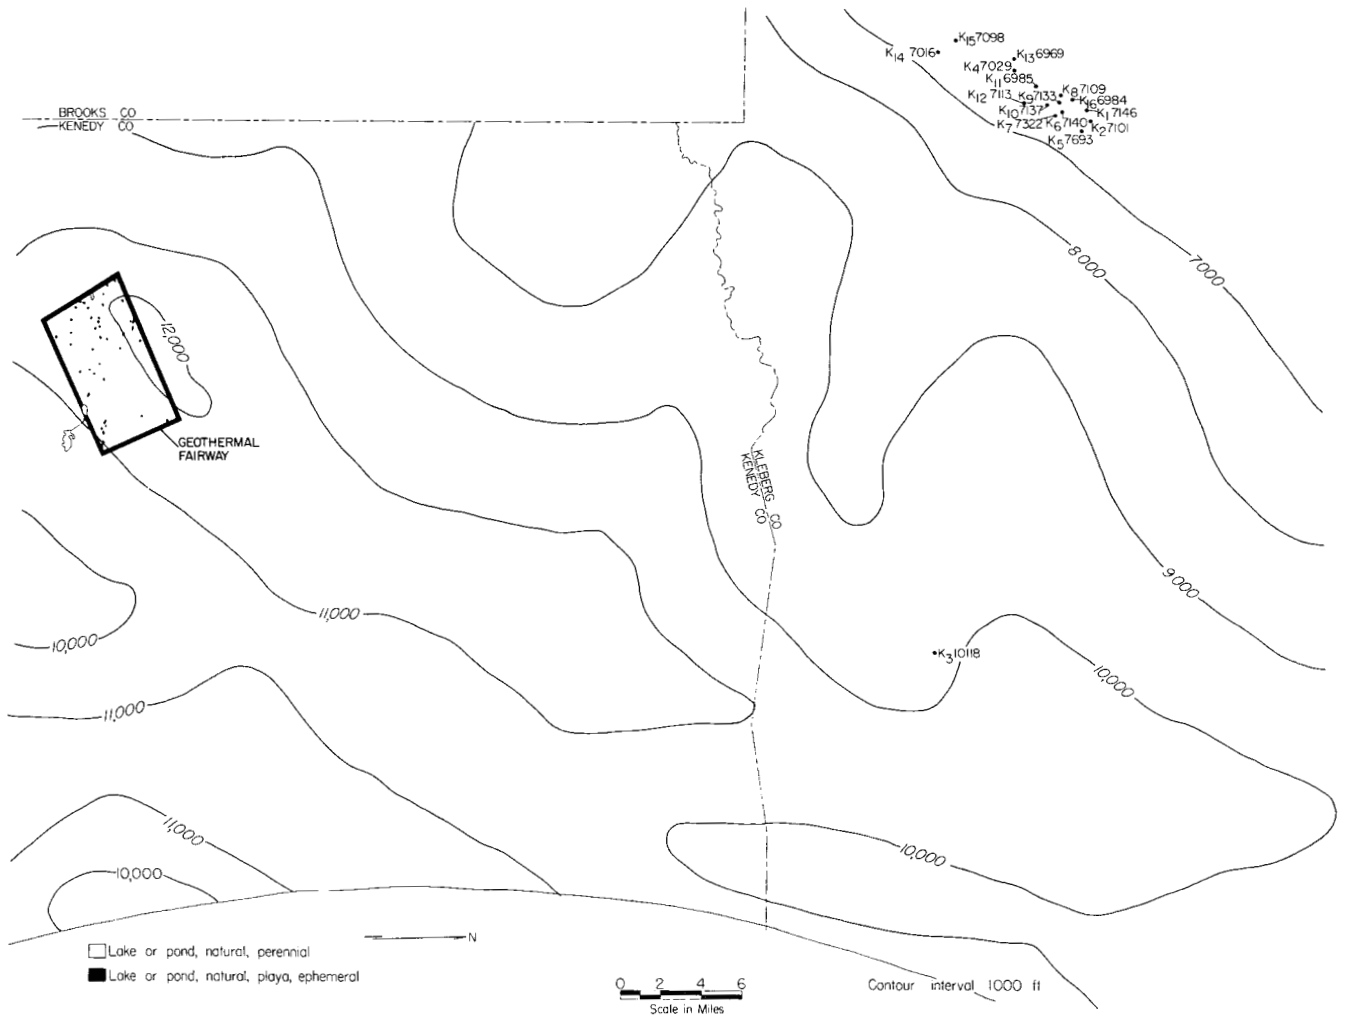 K15 7098
K14 7016
K13 6969
K4 7029
K11 6985
K12 7113
K9 7133
K8 7109
K16 6984
K10 7137
K1 7146
K7 7322
K6 7140
K2 7101
K5 7693
BROOKS CO
KENEDY CO
8000
7000
12,000
GEOTHERMAL
FAIRWAY
KLEBERG CO
KENEDY CO
9000
11,000
10,000
K3 10118
10,000
11,000
11,000
10,000
10,000
N
Lake or pond, natural, perennial
Lake or pond, natural, playa, ephemeral
0 2 4 6
Scale in Miles
Contour interval 1000 ft